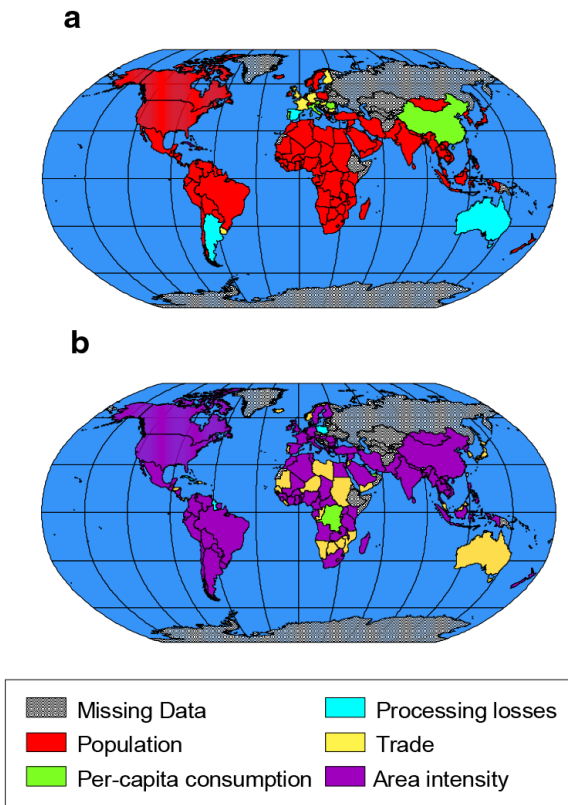 a
b
Missing Data
Processing losses
Population
Trade
Per-capita consumption
Area intensity